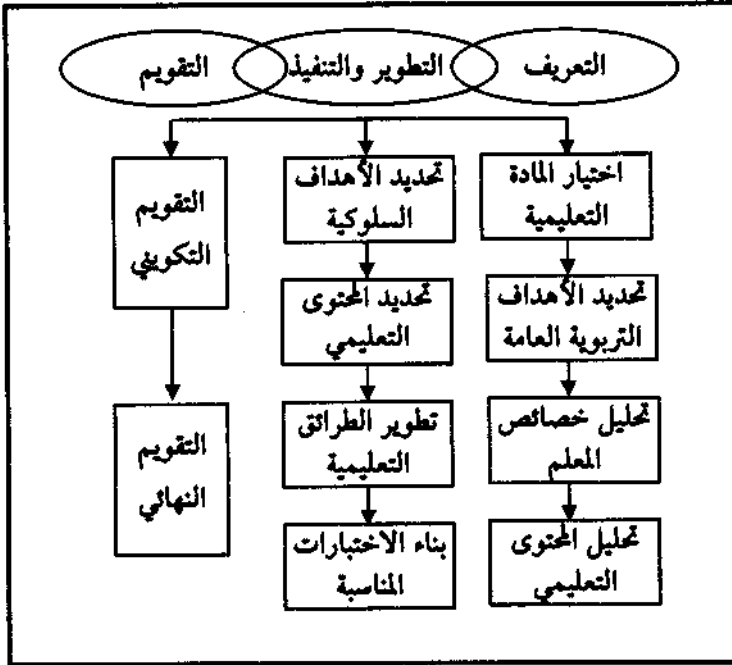 التعريف
التطوير والتنفيذ
التقويم
اختيار المادة
التعليمية
تحديد الأهداف
التربوية العامة
تحليل خصائص
المعلم
تحليل المحتوى
التعليمي
تحديد الأهداف
السلوكية
تحديد المحتوى
التعليمي
تطوير الطرائق
التعليمية
بناء الاختبارات
المناسبة
التقويم
التكويني
التقويم
النهائي